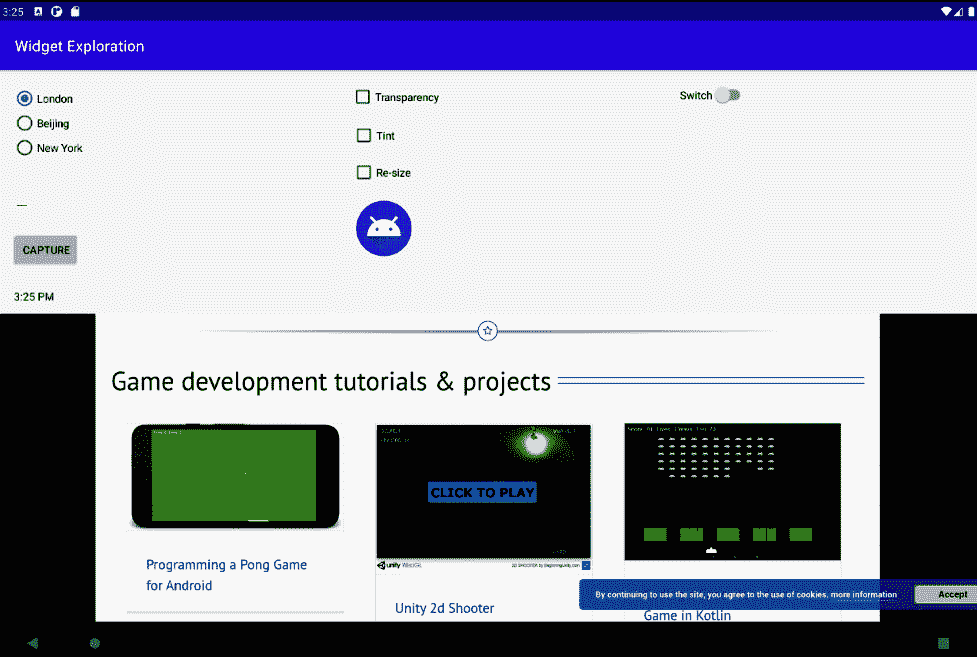 3:25
Widget Exploration
London
Beijing
New York
Transparency
Tint
Re-size
Switch
CAPTURE
3:25 PM
Game development tutorials & projects
CLICK TO PLAY
unity WebGL
Programming a Pong Game
for Android
Unity 2d Shooter
Game in Kotlin
By continuing to use the site, you agree to the use of cookies. more information
Accept